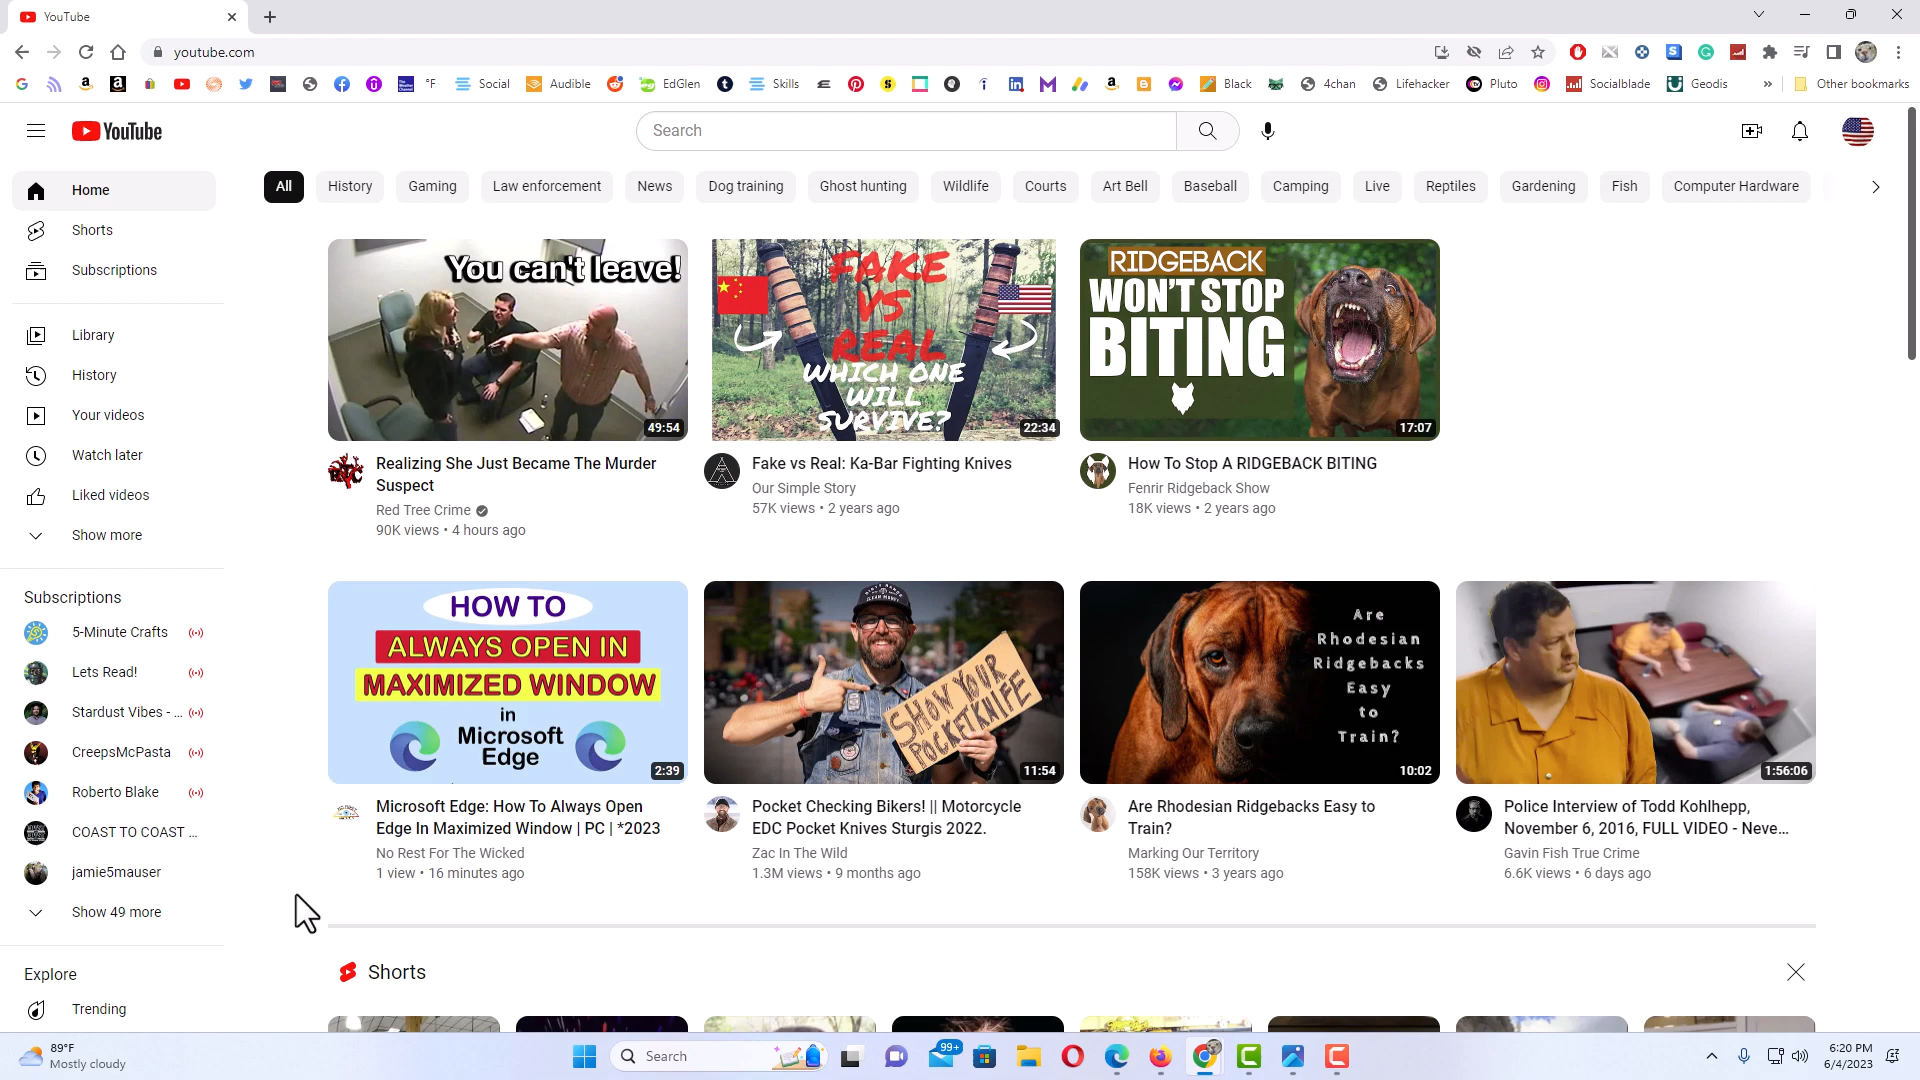 YouTube
youtube.com
°F
Social
Audible
EdGlen
Skills
Black
4chan
Lifehacker
Pluto
Socialblade
Geodis
»
Other bookmarks
YouTube
Search
All
History
Gaming
Law enforcement
News
Dog training
Ghost hunting
Wildlife
Courts
Art Bell
Baseball
Camping
Live
Reptiles
Gardening
Fish
Computer Hardware
Home
Shorts
Subscriptions
Library
History
Your videos
Watch later
Liked videos
Show more
Subscriptions
5-Minute Crafts
Lets Read!
Stardust Vibes - ...
CreepsMcPasta
Roberto Blake
COAST TO COAST ...
jamie5mauser
Show 49 more
Explore
Trending
You can't leave!
49:54
Realizing She Just Became The Murder
Suspect
Red Tree Crime
90K views • 4 hours ago
FAKE
VS
REAL
WHICH ONE
WILL
SURVIVE?
22:34
Fake vs Real: Ka-Bar Fighting Knives
Our Simple Story
57K views • 2 years ago
RIDGEBACK
WON'T STOP
BITING
17:07
How To Stop A RIDGEBACK BITING
Fenrir Ridgeback Show
18K views • 2 years ago
HOW TO
ALWAYS OPEN IN
MAXIMIZED WINDOW
in
Microsoft
Edge
2:39
Microsoft Edge: How To Always Open
Edge In Maximized Window | PC | *2023
No Rest For The Wicked
1 view • 16 minutes ago
SHOW YOUR
POCKETKNIFE
11:54
Pocket Checking Bikers! || Motorcycle
EDC Pocket Knives Sturgis 2022.
Zac In The Wild
1.3M views • 9 months ago
Are
Rhodesian
Ridgebacks
Easy
to
Train?
10:02
Are Rhodesian Ridgebacks Easy to
Train?
Marking Our Territory
158K views • 3 years ago
1:56:06
Police Interview of Todd Kohlhepp,
November 6, 2016, FULL VIDEO - Neve...
Gavin Fish True Crime
6.6K views • 6 days ago
Shorts
89°F
Mostly cloudy
Search
99+
6:20 PM
6/4/2023